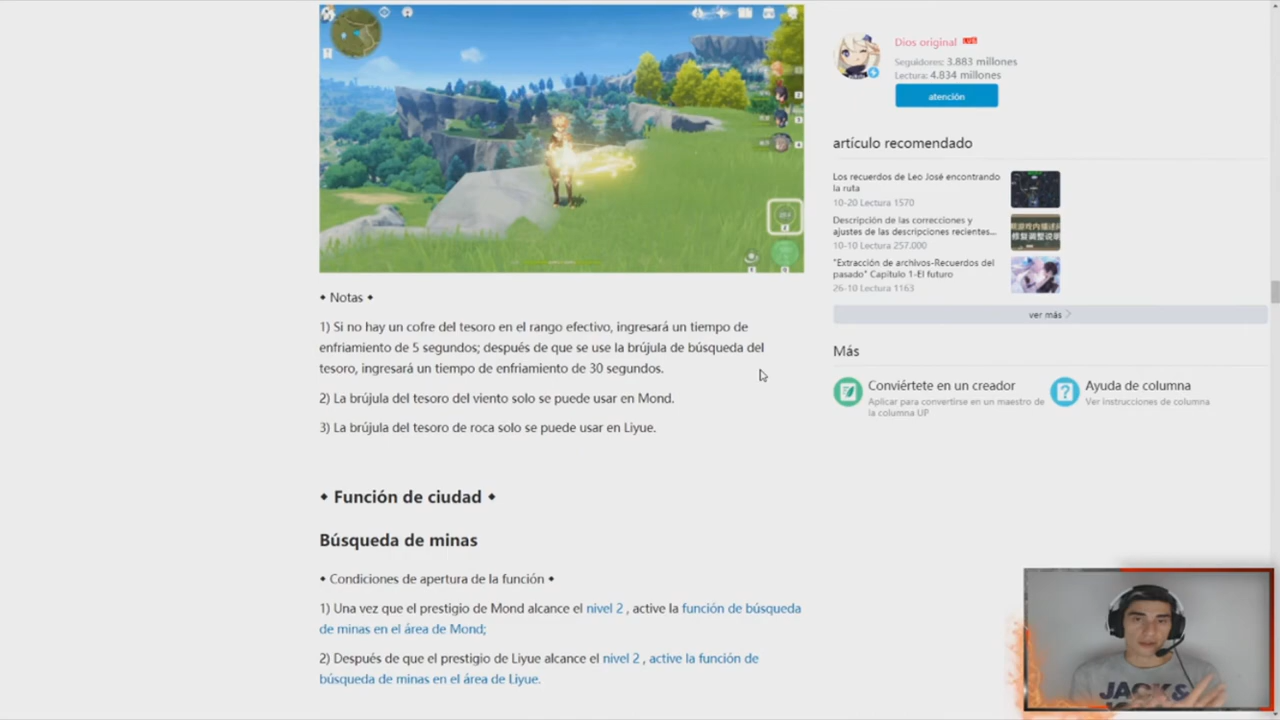 Dios original LV6
Seguidores: 3.883 millones
Lectura: 4.834 millones
atención
artículo recomendado
Los recuerdos de Leo José encontrando
la ruta
10-20 Lectura 1570
Descripción de las correcciones y
ajustes de las descripciones recientes...
10-10 Lectura 257.000
"Extracción de archivos-Recuerdos del
pasado" Capítulo 1-El futuro
26-10 Lectura 1163
ver más
Más
Conviértete en un creador
Aplicar para convertirse en un maestro de
la columna UP
Ayuda de columna
Ver instrucciones de columna
• Notas •
1) Si no hay un cofre del tesoro en el rango efectivo, ingresará un tiempo de
enfriamiento de 5 segundos; después de que se use la brújula de búsqueda del
tesoro, ingresará un tiempo de enfriamiento de 30 segundos.
2) La brújula del tesoro del viento solo se puede usar en Mond.
3) La brújula del tesoro de roca solo se puede usar en Liyue.
• Función de ciudad •
Búsqueda de minas
• Condiciones de apertura de la función •
1) Una vez que el prestigio de Mond alcance el nivel 2 , active la función de búsqueda
de minas en el área de Mond;
2) Después de que el prestigio de Liyue alcance el nivel 2 , active la función de
búsqueda de minas en el área de Liyue.
JACK &